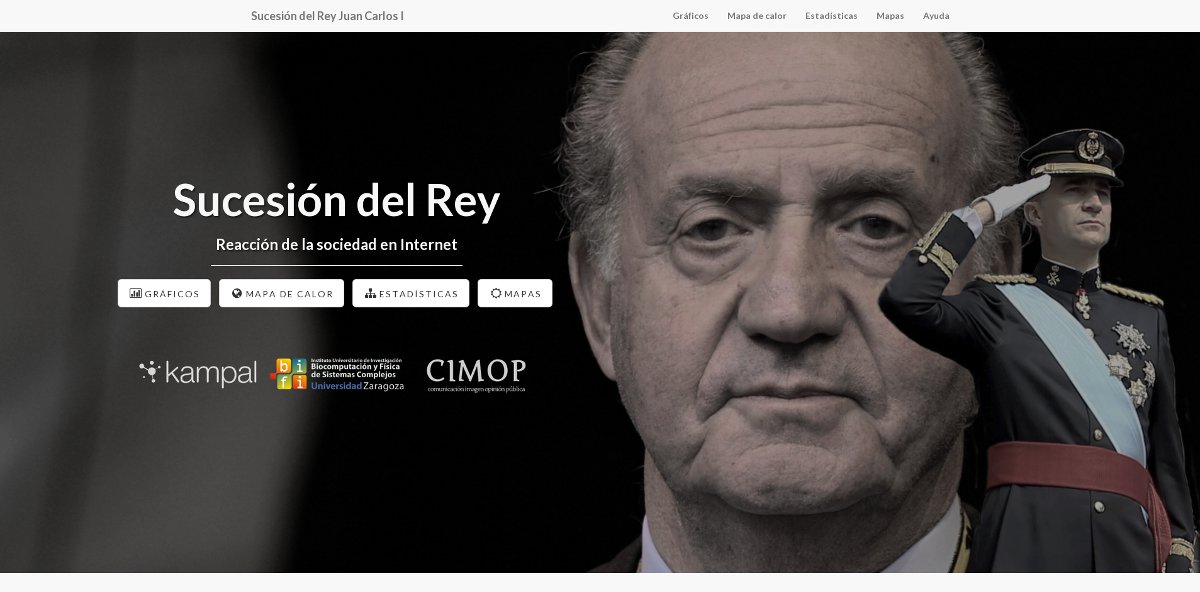 Sucesión del Rey Juan Carlos I
Gráficos Mapa de calor Estadísticas Mapas Ayuda
Sucesión del Rey
Reacción de la sociedad en Internet
GRÁFICOS MAPA DE CALOR ESTADÍSTICAS MAPAS
kampal
bifi
Instituto Universitario de Investigación
Biocomputación y Física
de Sistemas Complejos
Universidad Zaragoza
CIMOP
comunicación imagen opinión pública